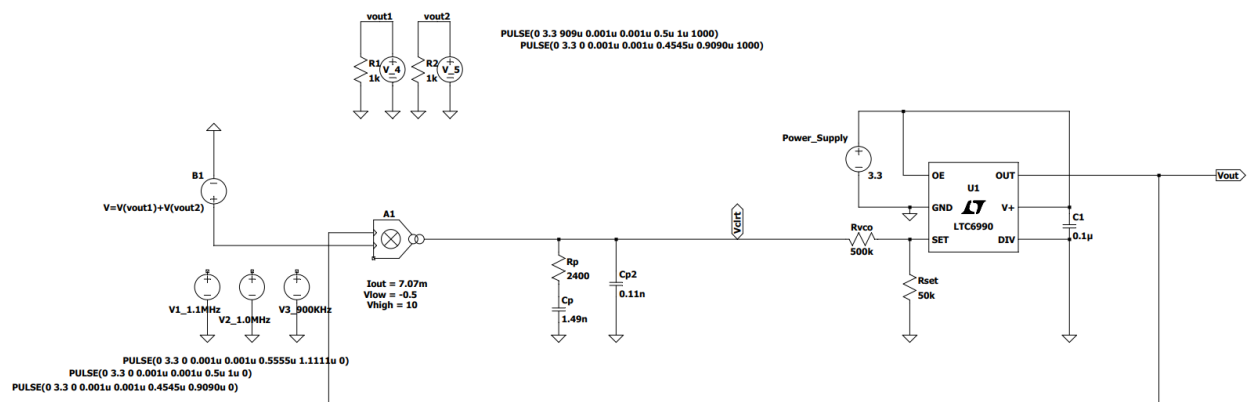 vout1
vout2
PULSE(0 3.3 909u 0.001u 0.001u 0.5u 1u 1000)
PULSE(0 3.3 0 0.001u 0.001u 0.4545u 0.9090u 1000)
R1
1k
V_4
R2
1k
V_5
Power_Supply
3.3
B1
V=V(vout1)+V(vout2)
A1
Iout = 7.07m
Vlow = -0.5
Vhigh = 10
Vclrt
Rvco
500k
OE
OUT
U1
GND
V+
LTC6990
SET
DIV
Vout
C1
0.1µ
Rset
50k
Rp
2400
Cp
1.49n
Cp2
0.11n
V1_1.1MHz
V2_1.0MHz
V3_900KHz
PULSE(0 3.3 0 0.001u 0.001u 0.5555u 1.1111u 0)
PULSE(0 3.3 0 0.001u 0.001u 0.5u 1u 0)
PULSE(0 3.3 0 0.001u 0.001u 0.4545u 0.9090u 0)